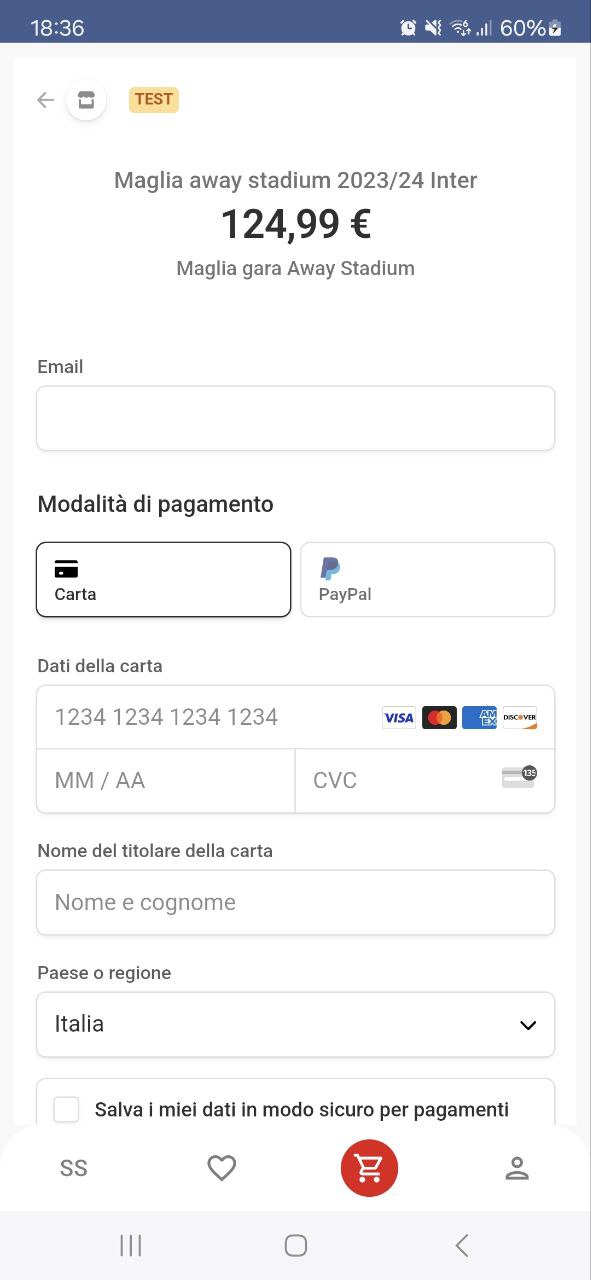 18:36 60%
TEST
Maglia away stadium 2023/24 Inter
124,99 €
Maglia gara Away Stadium
Email
Modalità di pagamento
Carta PayPal
Dati della carta
1234 1234 1234 1234 VISA AM EX DISCOVER
MM / AA CVC 135
Nome del titolare della carta
Nome e cognome
Paese o regione
Italia
Salva i miei dati in modo sicuro per pagamenti
SS